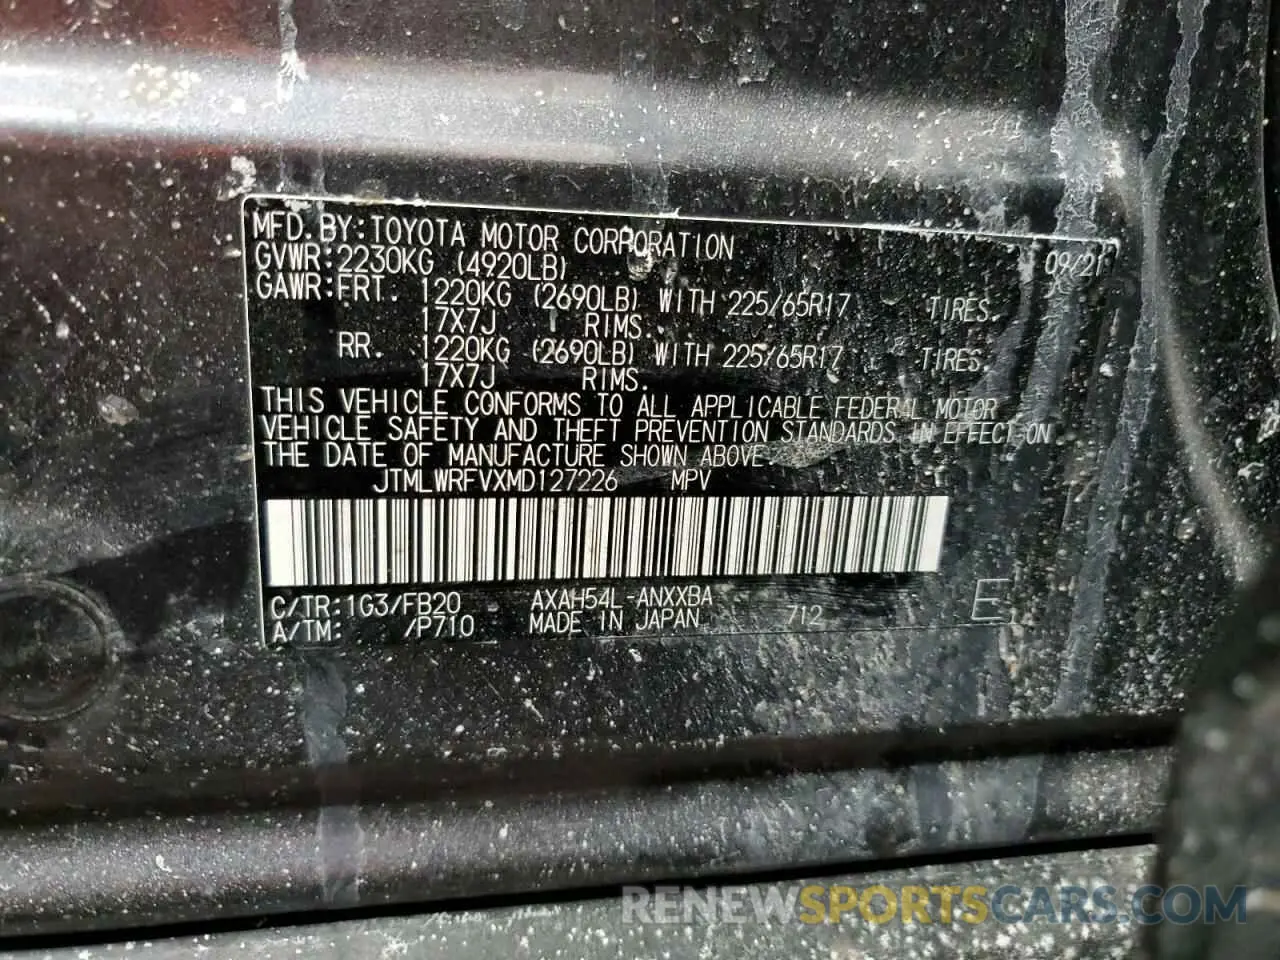 MFD. BY: TOYOTA MOTOR CORPORATION 09/21
GVWR: 2230KG (4920LB)
GAWR: FRT. 1220KG (2690LB) WITH 225/65R17 TIRES.
17X7J RIMS.
RR. 1220KG (2690LB) WITH 225/65R17 TIRES.
17X7J RIMS.
THIS VEHICLE CONFORMS TO ALL APPLICABLE FEDERAL MOTOR
VEHICLE SAFETY AND THEFT PREVENTION STANDARDS IN EFFECT ON
THE DATE OF MANUFACTURE SHOWN ABOVE.
JTMLWRFVXMD127226 MPV
C/TR: 1G3/FB20 AXAH54L-ANXXBA
A/TM: /P710 MADE IN JAPAN 712 E
RENEWSPORTSCARS.COM